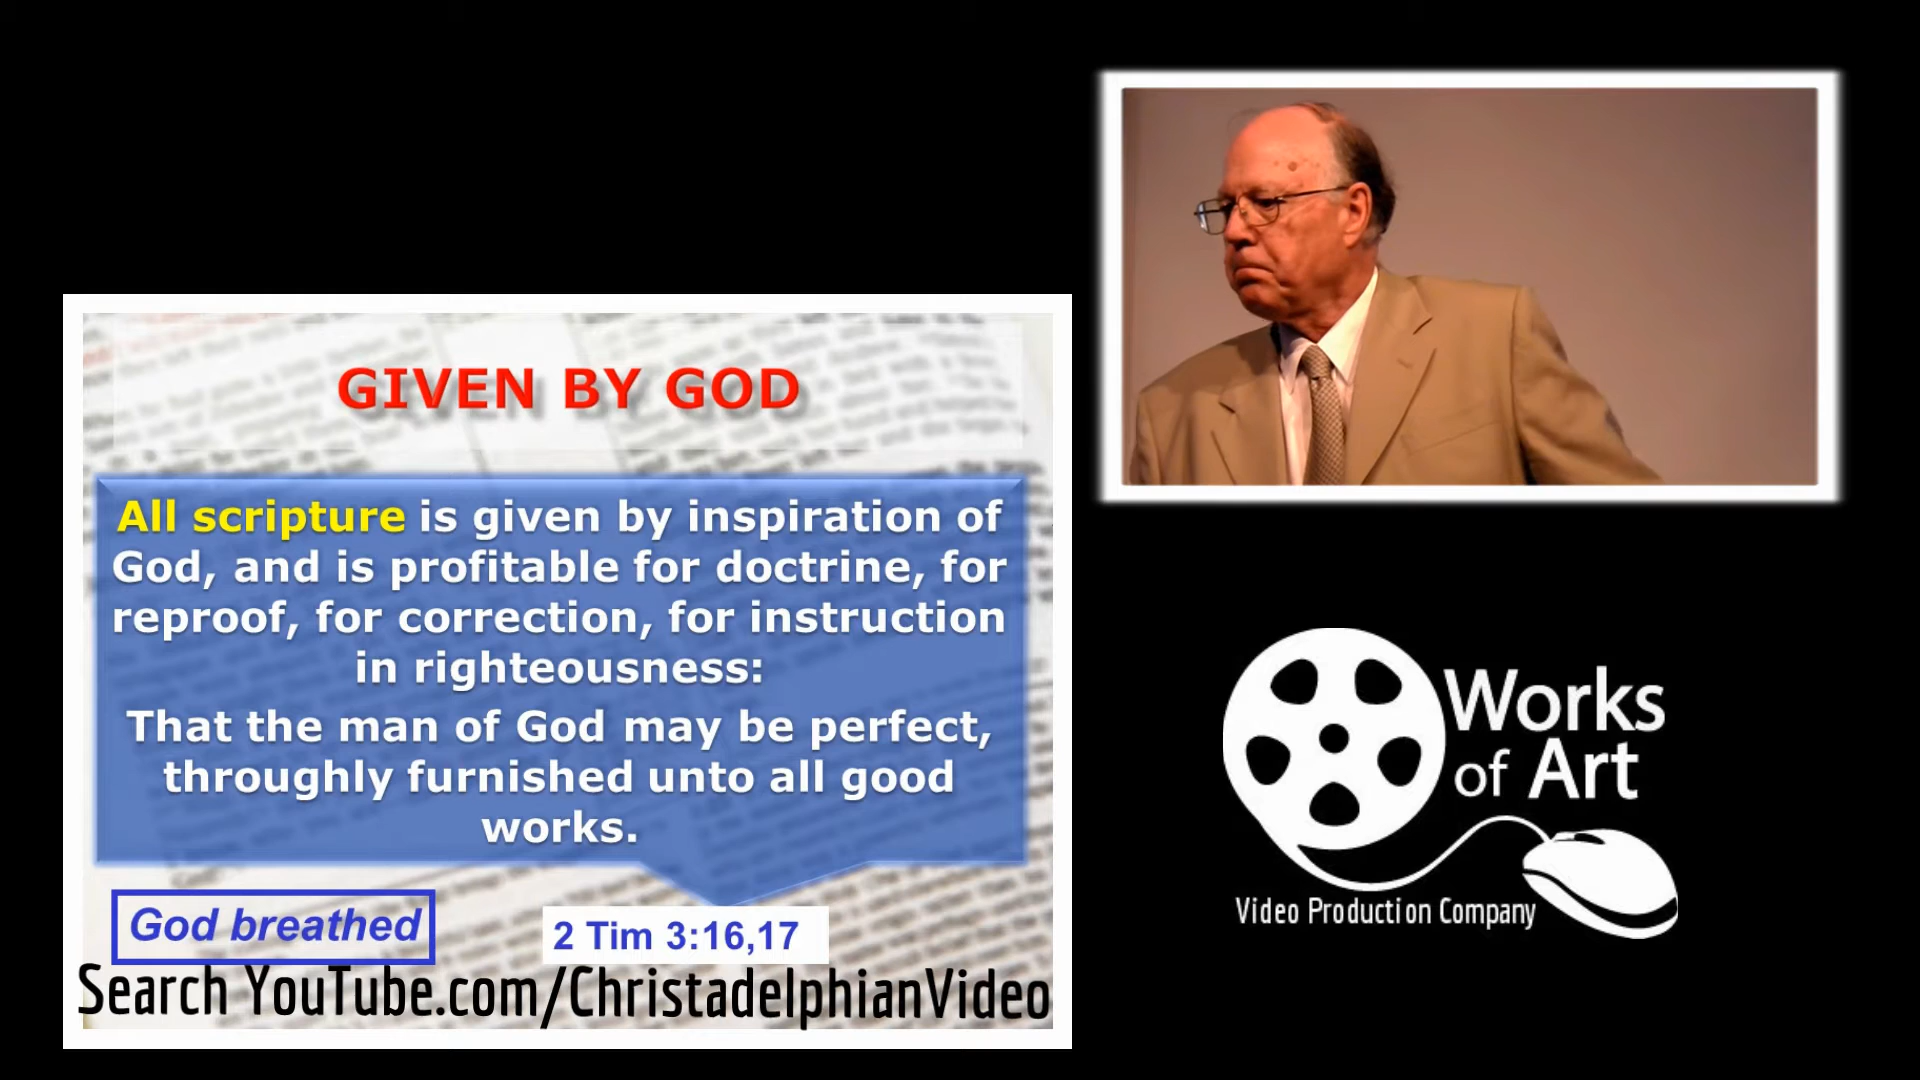 GIVEN BY GOD
All scripture is given by inspiration of
God, and is profitable for doctrine, for
reproof, for correction, for instruction
in righteousness:
That the man of God may be perfect,
throughly furnished unto all good
works.
God breathed
2 Tim 3:16,17
Search YouTube.com/ChristadelphianVideo
Works
of Art
Video Production Company